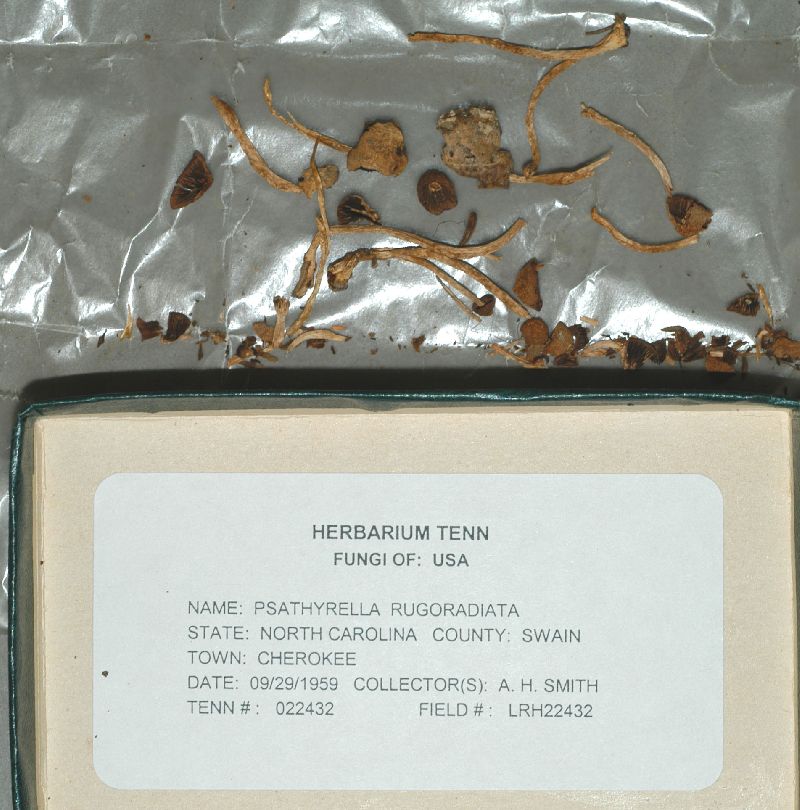 HERBARIUM TENN
FUNGI OF: USA
NAME: PSATHYRELLA RUGORADIATA
STATE: NORTH CAROLINA COUNTY: SWAIN
TOWN: CHEROKEE
DATE: 09/29/1959 COLLECTOR(S): A. H. SMITH
TENN # : 022432 FIELD # : LRH22432